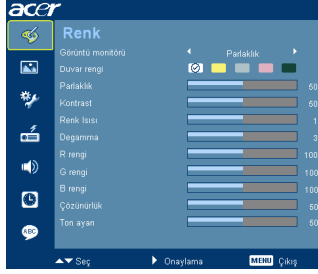 acer
Renk
Görüntü monitörü Parlaklık
Duvar rengi
Parlaklık 50
Kontrast 50
Renk Isısı 1
Degamma 3
R rengi 100
G rengi 100
B rengi 100
Çözünürlük 50
Ton ayarı 50
ABC
Seç Onaylama MENU Çıkış